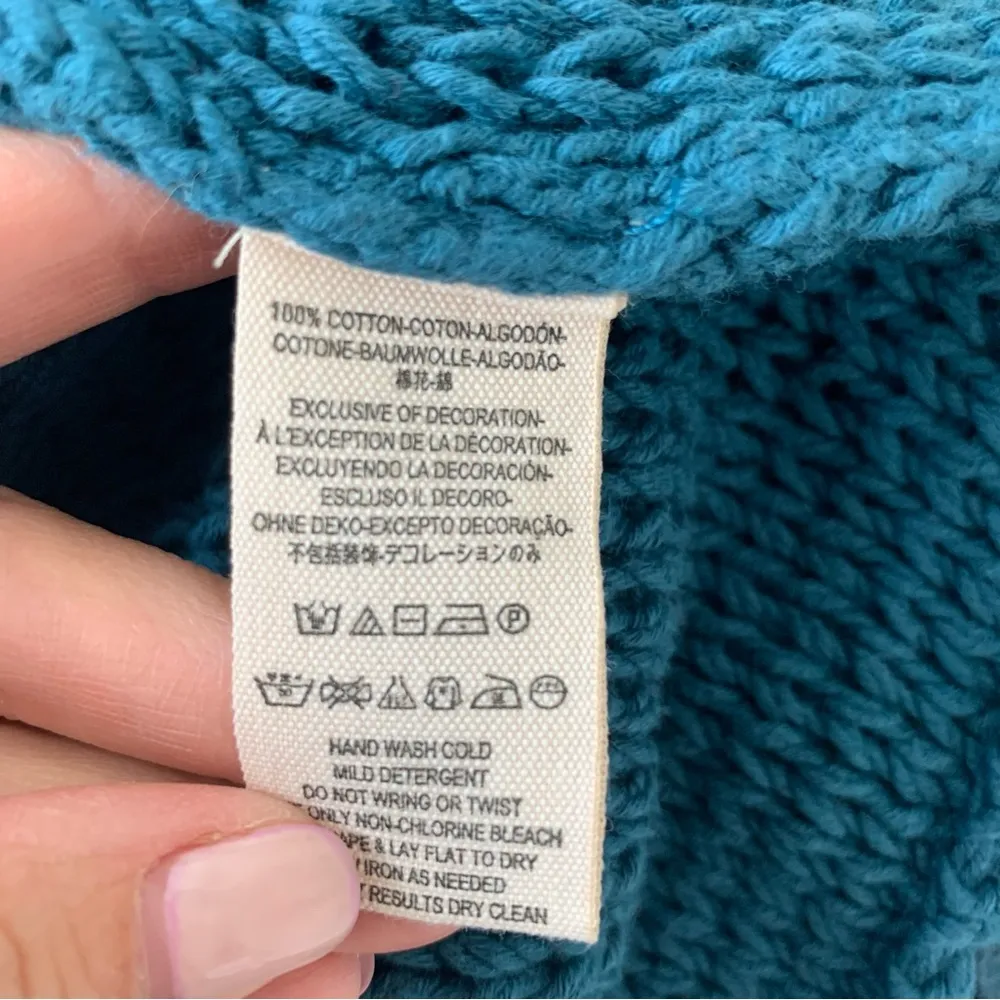 100% COTTON-COTON-ALGODÓN-
COTONE-BAUMWOLLE-ALGODÃO-
棉花-綿
EXCLUSIVE OF DECORATION-
À L'EXCEPTION DE LA DÉCORATION-
EXCLUYENDO LA DECORACIÓN-
ESCLUSO IL DECORO-
OHNE DEKO-EXCEPTO DECORAÇÃO-
不包括装饰-デコレーションのみ
P
HAND WASH COLD
MILD DETERGENT
DO NOT WRING OR TWIST
ONLY NON-CHLORINE BLEACH
& LAY FLAT TO DRY
IRON AS NEEDED
RESULTS DRY CLEAN